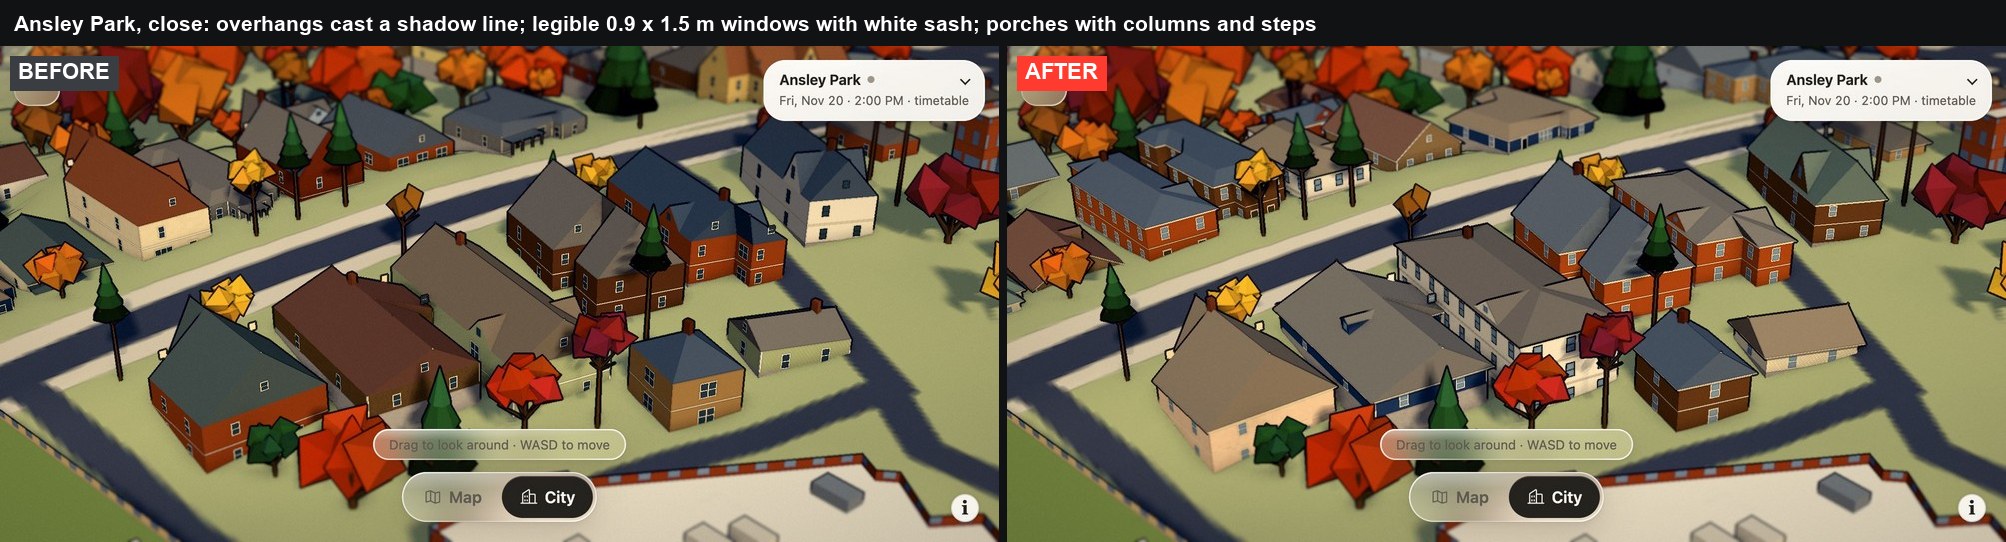 Ansley Park, close: overhangs cast a shadow line; legible 0.9 x 1.5 m windows with white sash; porches with columns and steps
BEFORE
Ansley Park
Fri, Nov 20 · 2:00 PM · timetable
Drag to look around · WASD to move
Map
City
i
AFTER
Ansley Park
Fri, Nov 20 · 2:00 PM · timetable
Drag to look around · WASD to move
Map
City
i